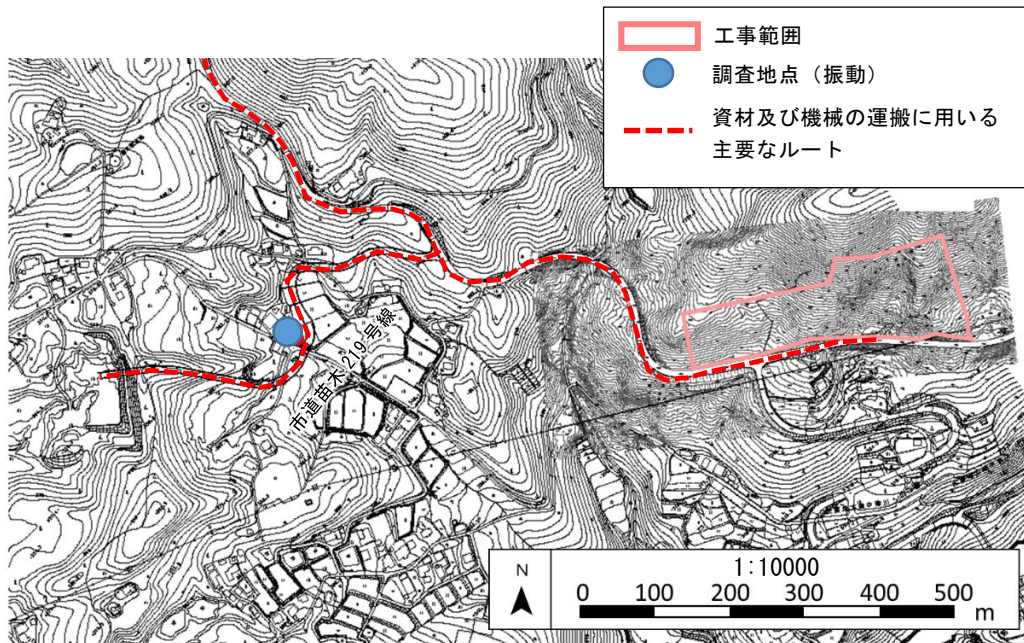 工事範囲
調査地点（振動）
資材及び機械の運搬に用いる
主要なルート
市道苗木219号線
N
1:10000
0 100 200 300 400 500
m